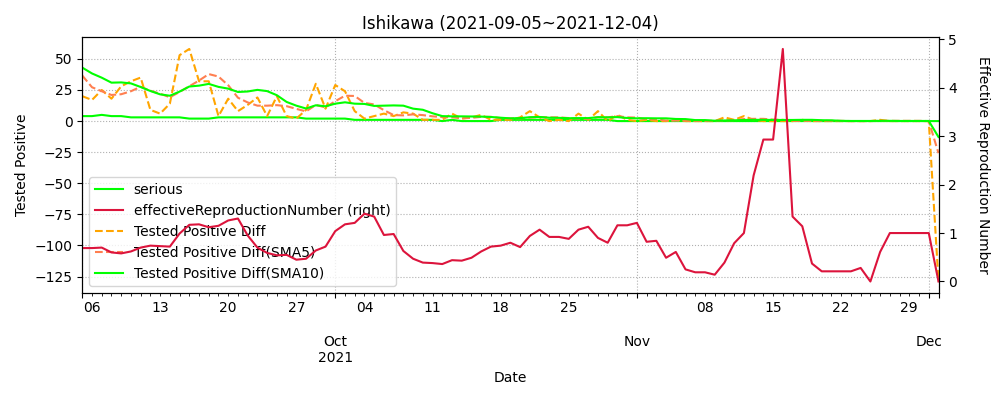 Ishikawa (2021-09-05~2021-12-04)
50
25
0
−25
−50
−75
−100
−125
Tested Positive
serious
effectiveReproductionNumber (right)
Tested Positive Diff
Tested Positive Diff(SMA5)
Tested Positive Diff(SMA10)
5
4
3
2
1
0
Effective Reproduction Number
06 13 20 27 04 11 18 25 08 15 22 29
Oct Nov Dec
2021
Date